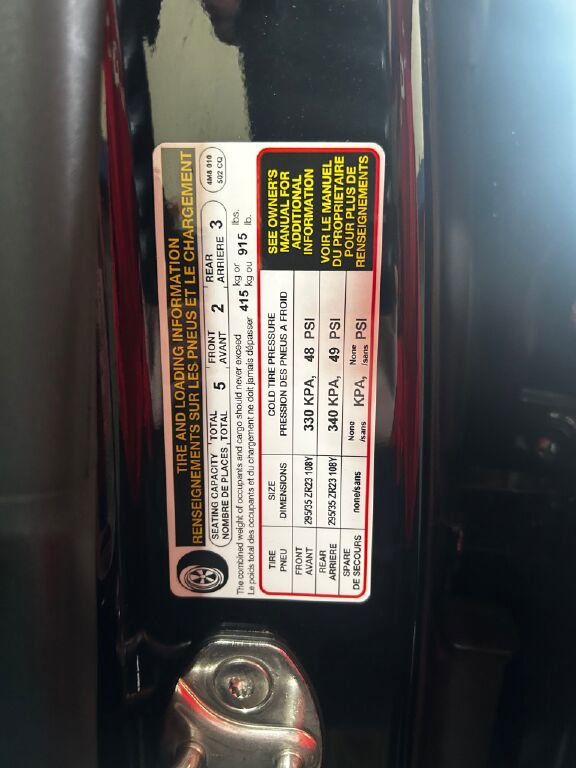 TIRE AND LOADING INFORMATION
RENSEIGNEMENTS SUR LES PNEUS ET LE CHARGEMENT
4M8 010
502 CQ
SEATING CAPACITY TOTAL 5 FRONT 2 REAR 3
NOMBRE DE PLACES TOTAL AVANT ARRIERE
The combined weight of occupants and cargo should never exceed 415 kg or 915 lbs.
Le poids total des occupants et du chargement ne doit jamais dépasser kg ou lb.
TIRE SIZE COLD TIRE PRESSURE
PNEU DIMENSIONS PRESSION DES PNEUS A FROID
FRONT 295/35 ZR23 108Y 330 KPA, 48 PSI
AVANT
REAR 295/35 ZR23 108Y 340 KPA, 49 PSI
ARRIERE
SPARE none/sans None /sans KPA, None /sans PSI
DE SECOURS
SEE OWNER'S
MANUAL FOR
ADDITIONAL
INFORMATION
VOIR LE MANUEL
DU PROPRIETAIRE
POUR PLUS DE
RENSEIGNEMENTS